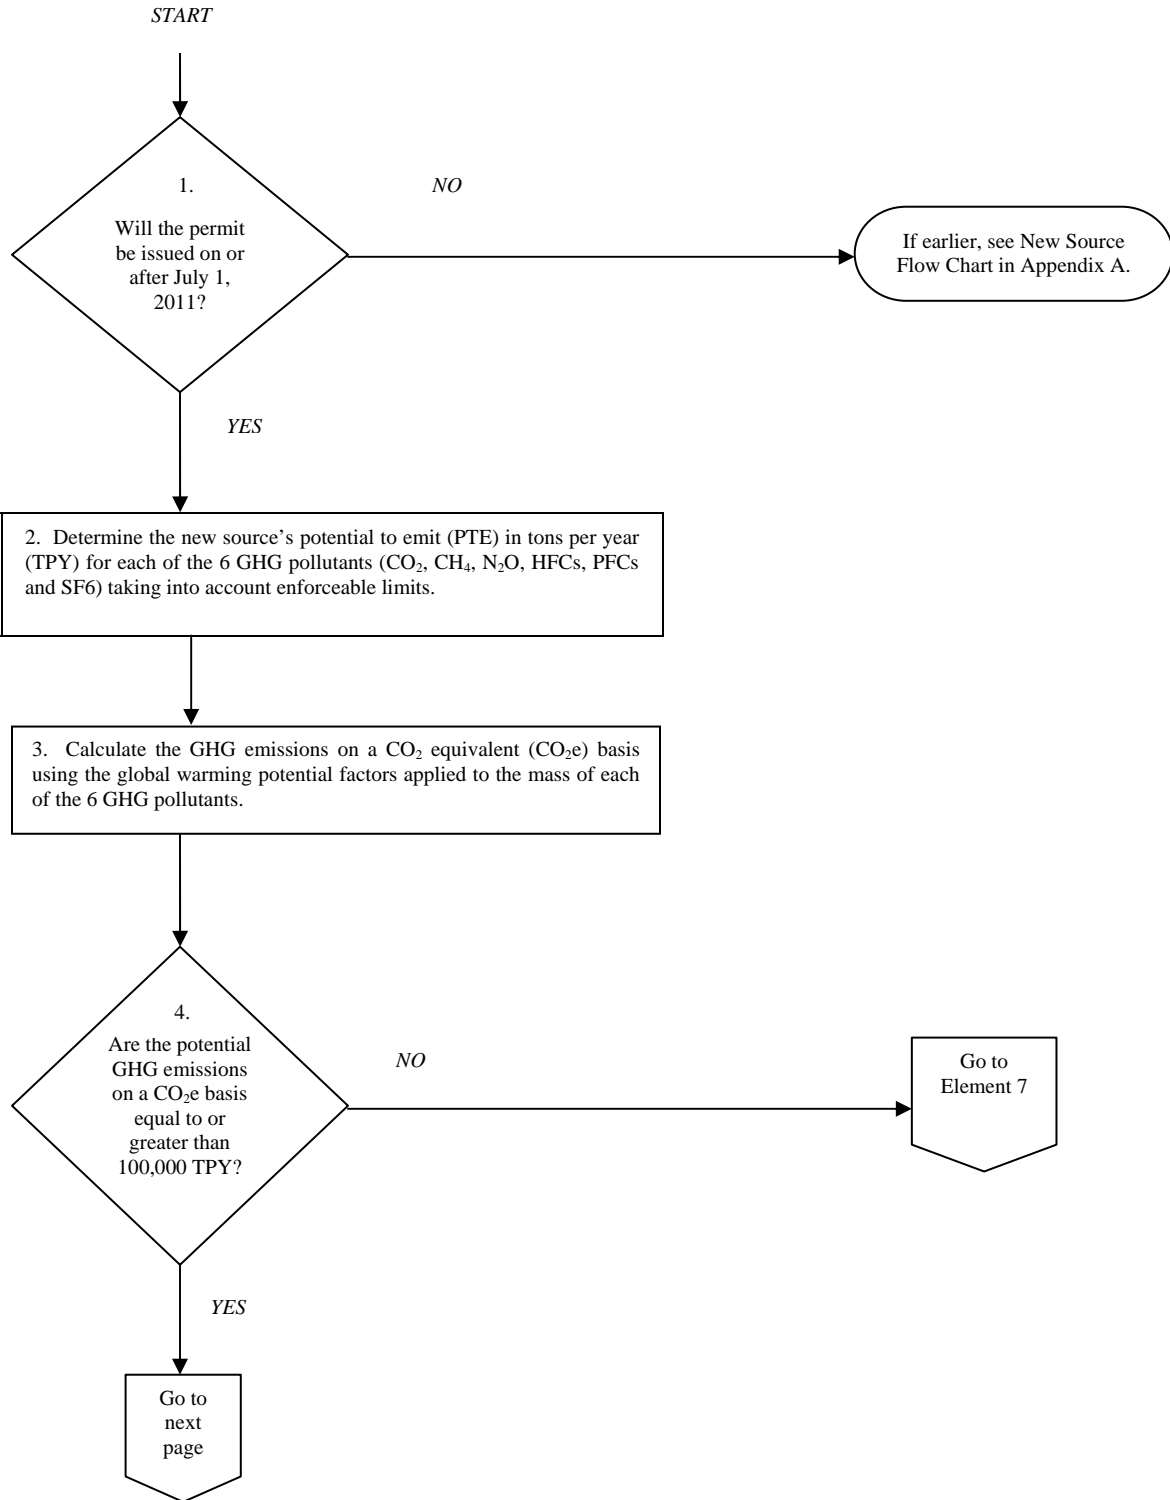 START
1.
Will the permit
be issued on or
after July 1,
2011?
NO
If earlier, see New Source
Flow Chart in Appendix A.
YES
2. Determine the new source’s potential to emit (PTE) in tons per year
(TPY) for each of the 6 GHG pollutants (CO₂, CH₄, N₂O, HFCs, PFCs
and SF6) taking into account enforceable limits.
3. Calculate the GHG emissions on a CO₂ equivalent (CO₂e) basis
using the global warming potential factors applied to the mass of each
of the 6 GHG pollutants.
4.
Are the potential
GHG emissions
on a CO₂e basis
equal to or
greater than
100,000 TPY?
NO
Go to
Element 7
YES
Go to
next
page